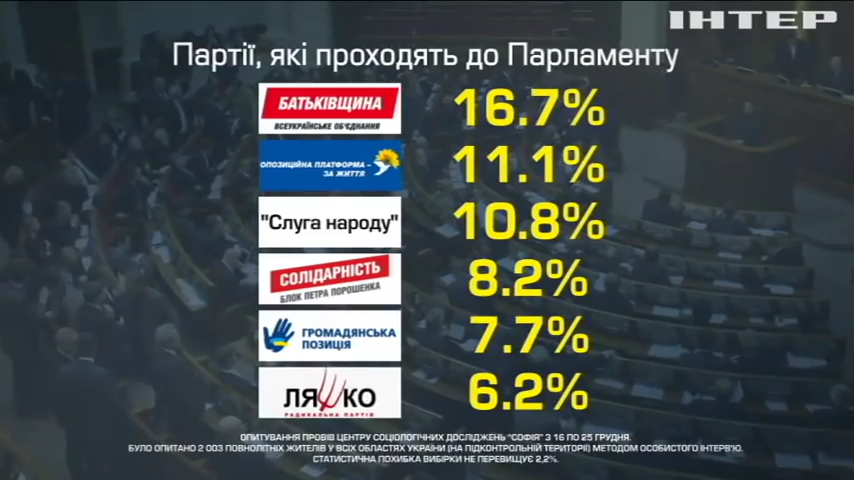 ІНТЕР
Партії, які проходять до Парламенту
БАТЬКІВЩИНА
ВСЕУКРАЇНСЬКЕ ОБ'ЄДНАННЯ
16.7%
ОПОЗИЦІЙНА ПЛАТФОРМА –
ЗА ЖИТТЯ
11.1%
"Слуга народу"
10.8%
СОЛІДАРНІСТЬ
БЛОК ПЕТРА ПОРОШЕНКА
8.2%
ГРОМАДЯНСЬКА
ПОЗИЦІЯ
7.7%
ЛЯШКО
РАДИКАЛЬНА ПАРТІЯ
6.2%
ОПИТУВАННЯ ПРОВІВ ЦЕНТРУ СОЦІОЛОГІЧНИХ ДОСЛІДЖЕНЬ "СОФІЯ" З 16 ПО 25 ГРУДНЯ.
БУЛО ОПИТАНО 2 003 ПОВНОЛІТНІХ ЖИТЕЛІВ У ВСІХ ОБЛАСТЯХ УКРАЇНИ (НА ПІДКОНТРОЛЬНІЙ ТЕРИТОРІЇ) МЕТОДОМ ОСОБИСТОГО ІНТЕРВ'Ю.
СТАТИСТИЧНА ПОХИБКА ВИБІРКИ НЕ ПЕРЕВИЩУЄ 2,2%.